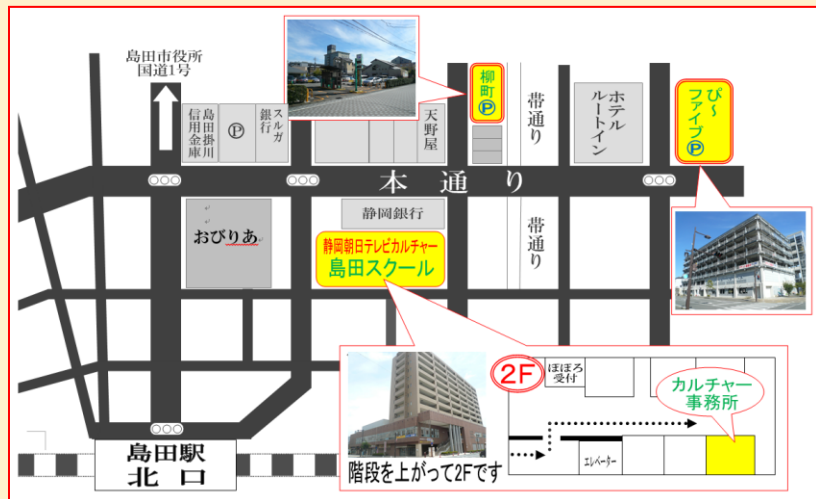 島田市役所
国道1号
島田掛川
信用金庫
Ⓟ
スルガ
銀行
天野屋
柳町
Ⓟ
帯通り
ホテル
ルートイン
ぴ～
ファイブⓅ
本通り
おびりあ
静岡銀行
静岡朝日テレビカルチャー
島田スクール
帯通り
階段を上がって2Fです
2F
ぽぽろ
受付
カルチャー
事務所
エレベーター
島田駅
北口